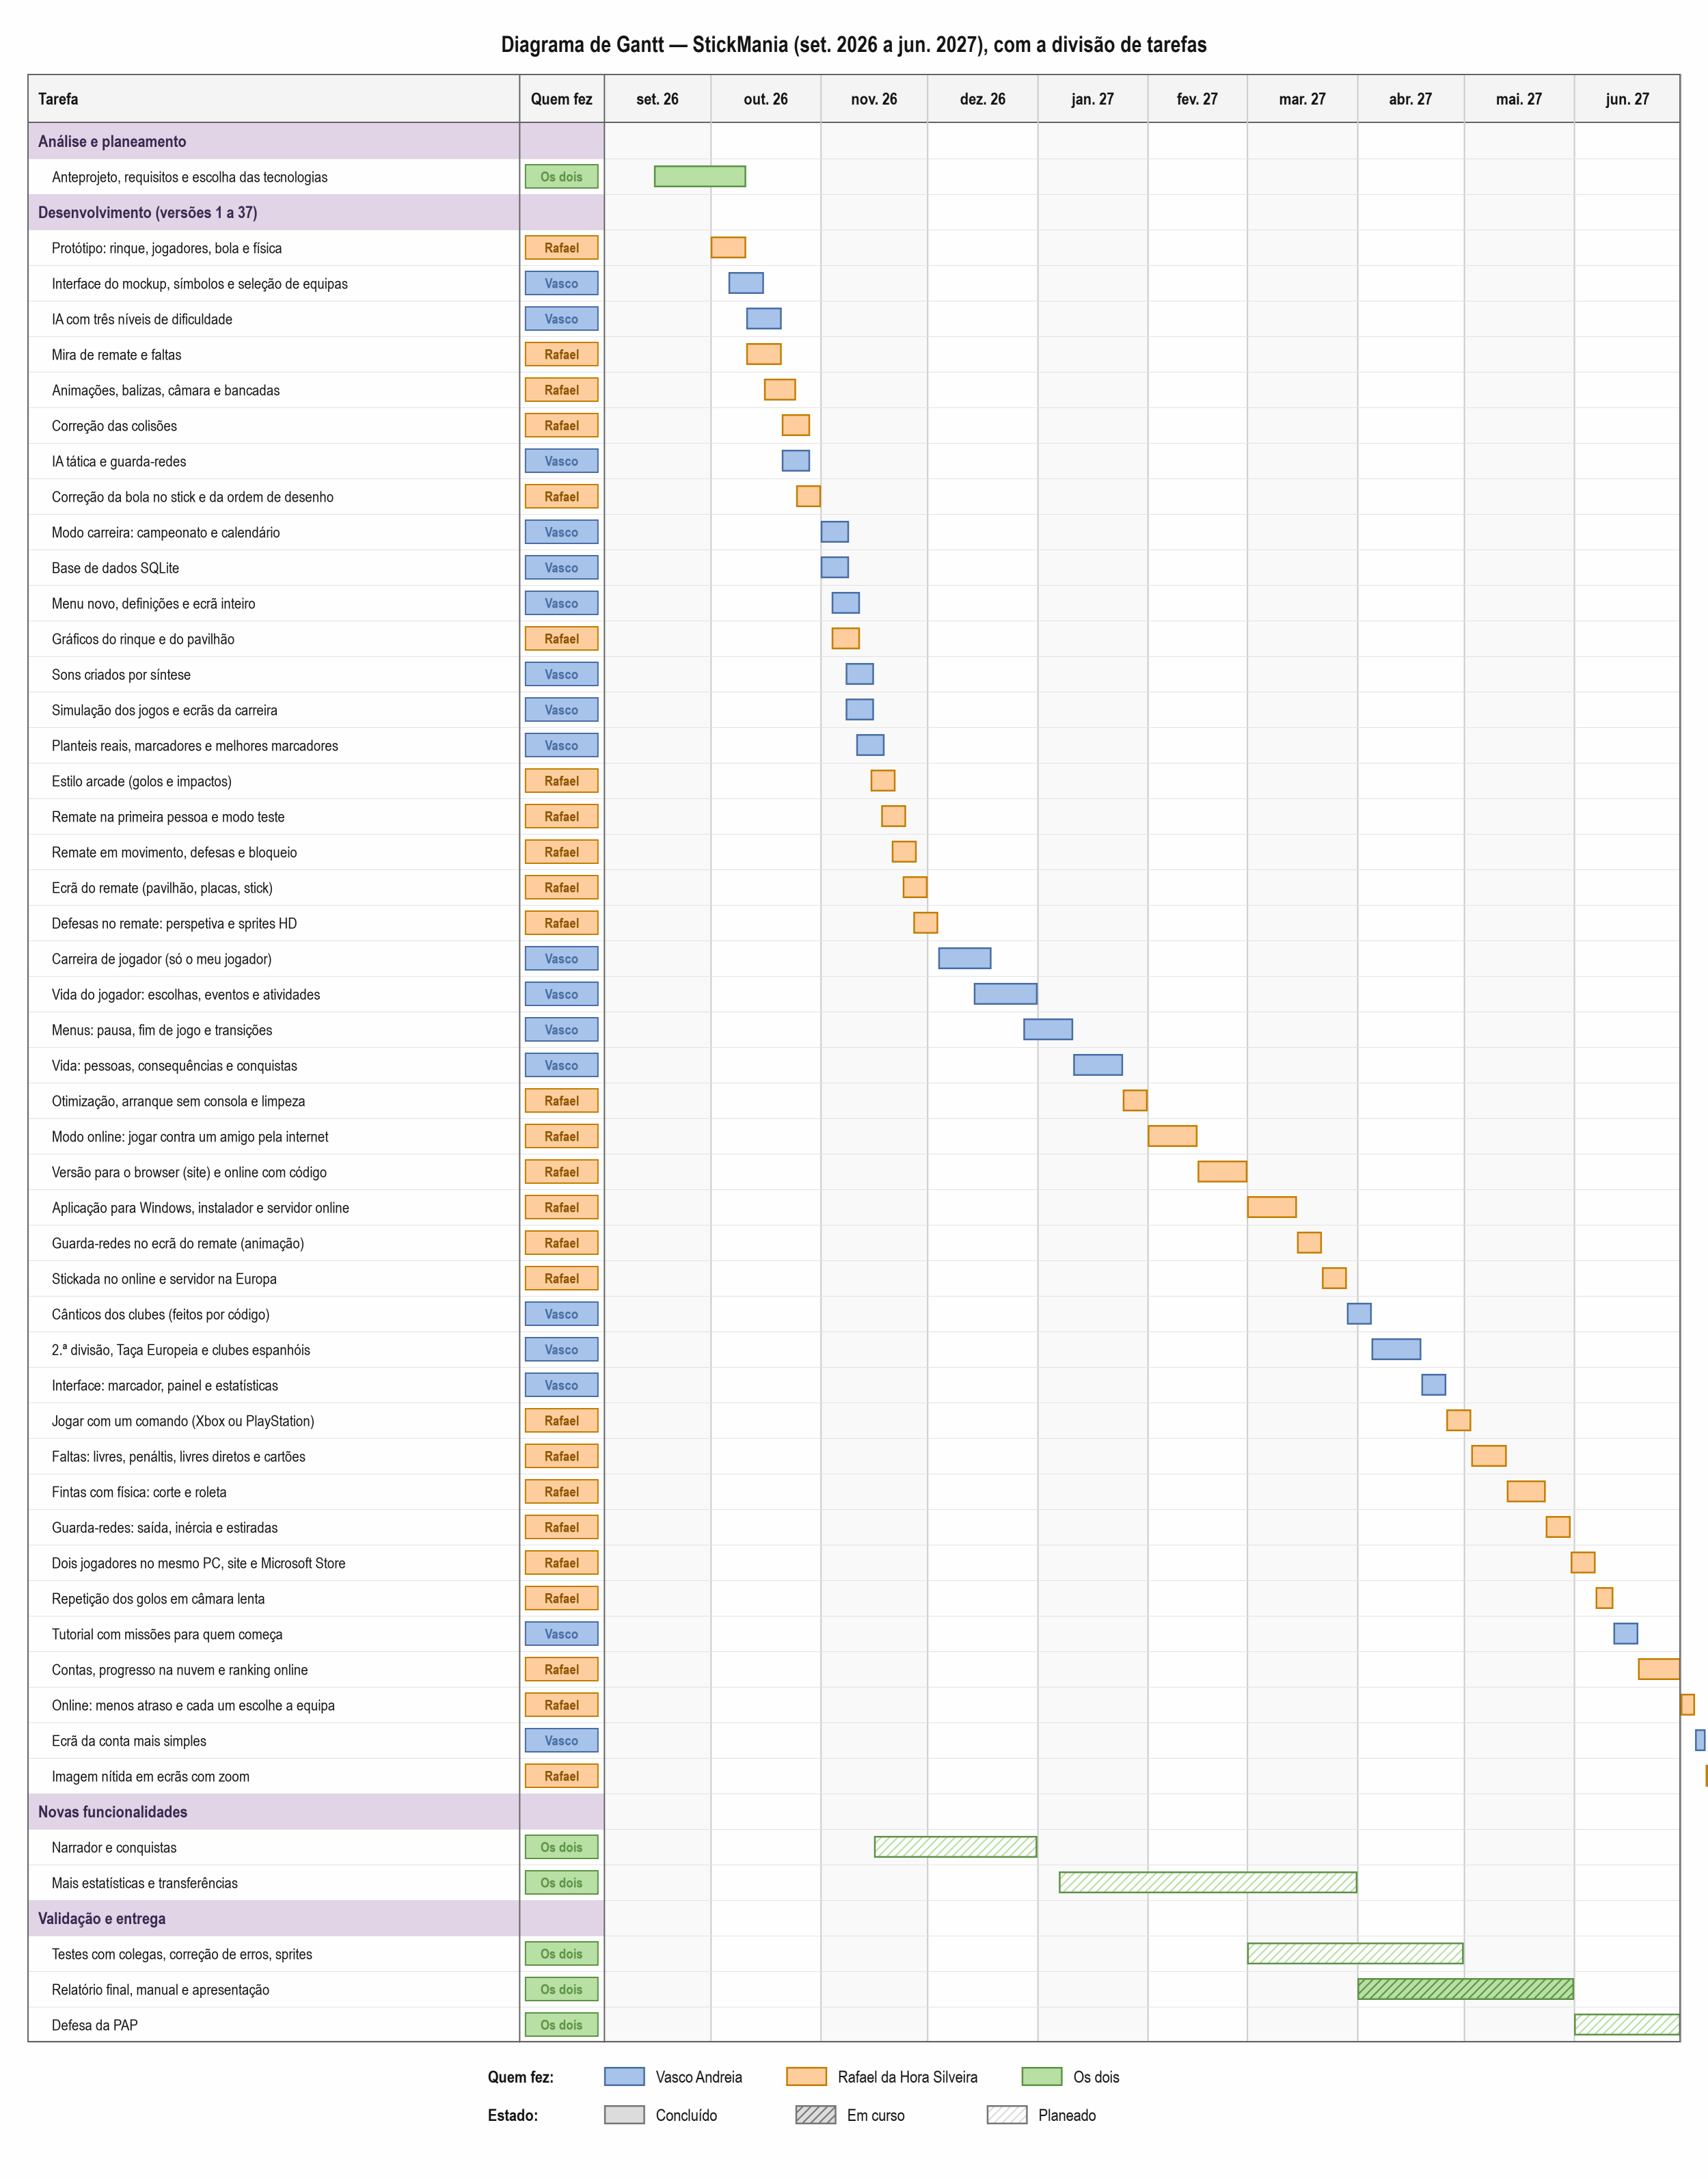 Diagrama de Gantt — StickMania (set. 2026 a jun. 2027), com a divisão de tarefas
Tarefa Quem fez set. 26 out. 26 nov. 26 dez. 26 jan. 27 fev. 27 mar. 27 abr. 27 mai. 27 jun. 27
Análise e planeamento
Anteprojeto, requisitos e escolha das tecnologias Os dois
Desenvolvimento (versões 1 a 37)
Protótipo: rinque, jogadores, bola e física Rafael
Interface do mockup, símbolos e seleção de equipas Vasco
IA com três níveis de dificuldade Vasco
Mira de remate e faltas Rafael
Animações, balizas, câmara e bancadas Rafael
Correção das colisões Rafael
IA tática e guarda-redes Vasco
Correção da bola no stick e da ordem de desenho Rafael
Modo carreira: campeonato e calendário Vasco
Base de dados SQLite Vasco
Menu novo, definições e ecrã inteiro Vasco
Gráficos do rinque e do pavilhão Rafael
Sons criados por síntese Vasco
Simulação dos jogos e ecrãs da carreira Vasco
Planteis reais, marcadores e melhores marcadores Vasco
Estilo arcade (golos e impactos) Rafael
Remate na primeira pessoa e modo teste Rafael
Remate em movimento, defesas e bloqueio Rafael
Ecrã do remate (pavilhão, placas, stick) Rafael
Defesas no remate: perspetiva e sprites HD Rafael
Carreira de jogador (só o meu jogador) Vasco
Vida do jogador: escolhas, eventos e atividades Vasco
Menus: pausa, fim de jogo e transições Vasco
Vida: pessoas, consequências e conquistas Vasco
Otimização, arranque sem consola e limpeza Rafael
Modo online: jogar contra um amigo pela internet Rafael
Versão para o browser (site) e online com código Rafael
Aplicação para Windows, instalador e servidor online Rafael
Guarda-redes no ecrã do remate (animação) Rafael
Stickada no online e servidor na Europa Rafael
Cânticos dos clubes (feitos por código) Vasco
2.ª divisão, Taça Europeia e clubes espanhóis Vasco
Interface: marcador, painel e estatísticas Vasco
Jogar com um comando (Xbox ou PlayStation) Rafael
Faltas: livres, penáltis, livres diretos e cartões Rafael
Fintas com física: corte e roleta Rafael
Guarda-redes: saída, inércia e estiradas Rafael
Dois jogadores no mesmo PC, site e Microsoft Store Rafael
Repetição dos golos em câmara lenta Rafael
Tutorial com missões para quem começa Vasco
Contas, progresso na nuvem e ranking online Rafael
Online: menos atraso e cada um escolhe a equipa Rafael
Ecrã da conta mais simples Vasco
Imagem nítida em ecrãs com zoom Rafael
Novas funcionalidades
Narrador e conquistas Os dois
Mais estatísticas e transferências Os dois
Validação e entrega
Testes com colegas, correção de erros, sprites Os dois
Relatório final, manual e apresentação Os dois
Defesa da PAP Os dois
Quem fez: Vasco Andreia Rafael da Hora Silveira Os dois
Estado: Concluído Em curso Planeado